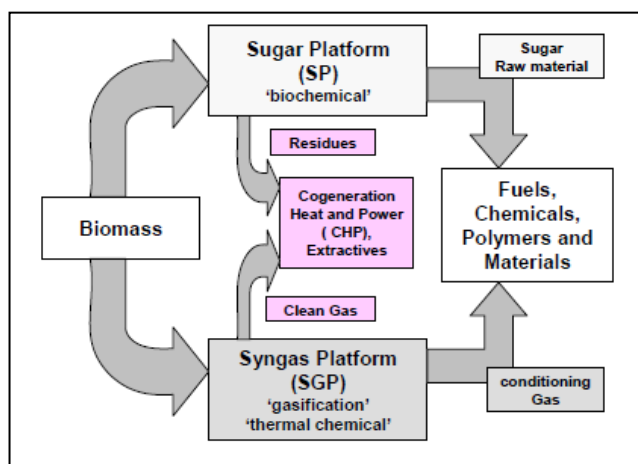 Sugar Platform
(SP)
‘biochemical’
Sugar
Raw material
Residues
Cogeneration
Heat and Power
( CHP),
Extractives
Biomass
Fuels,
Chemicals,
Polymers and
Materials
Clean Gas
Syngas Platform
(SGP)
‘gasification’
‘thermal chemical’
conditioning
Gas